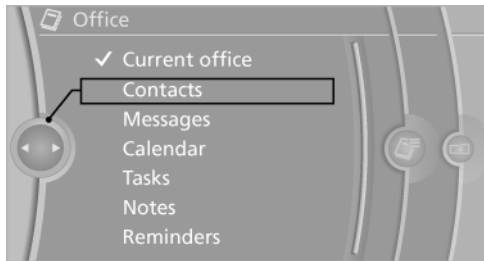 Office
Current office
Contacts
Messages
Calendar
Tasks
Notes
Reminders